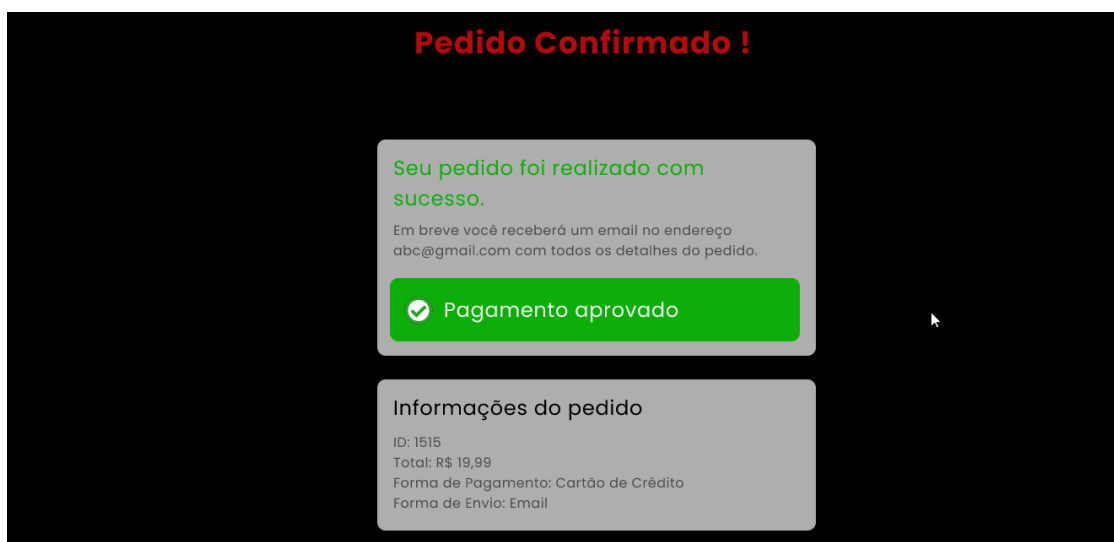 Pedido Confirmado !
Seu pedido foi realizado com
sucesso.
Em breve você receberá um email no endereço
abc@gmail.com com todos os detalhes do pedido.
Pagamento aprovado
Informações do pedido
ID: 1515
Total: R$ 19,99
Forma de Pagamento: Cartão de Crédito
Forma de Envio: Email